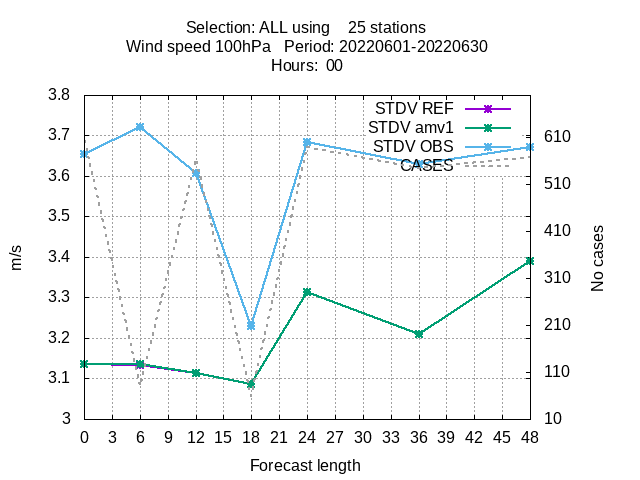 Selection: ALL using    25 stations
Wind speed 100hPa   Period: 20220601-20220630
Hours:  00
STDV REF
STDV amv1
STDV OBS
CASES
3.8
3.7
3.6
3.5
3.4
3.3
3.2
3.1
3
610
510
410
310
210
110
10
0 3 6 9 12 15 18 21 24 27 30 33 36 39 42 45 48
m/s
No cases
Forecast length